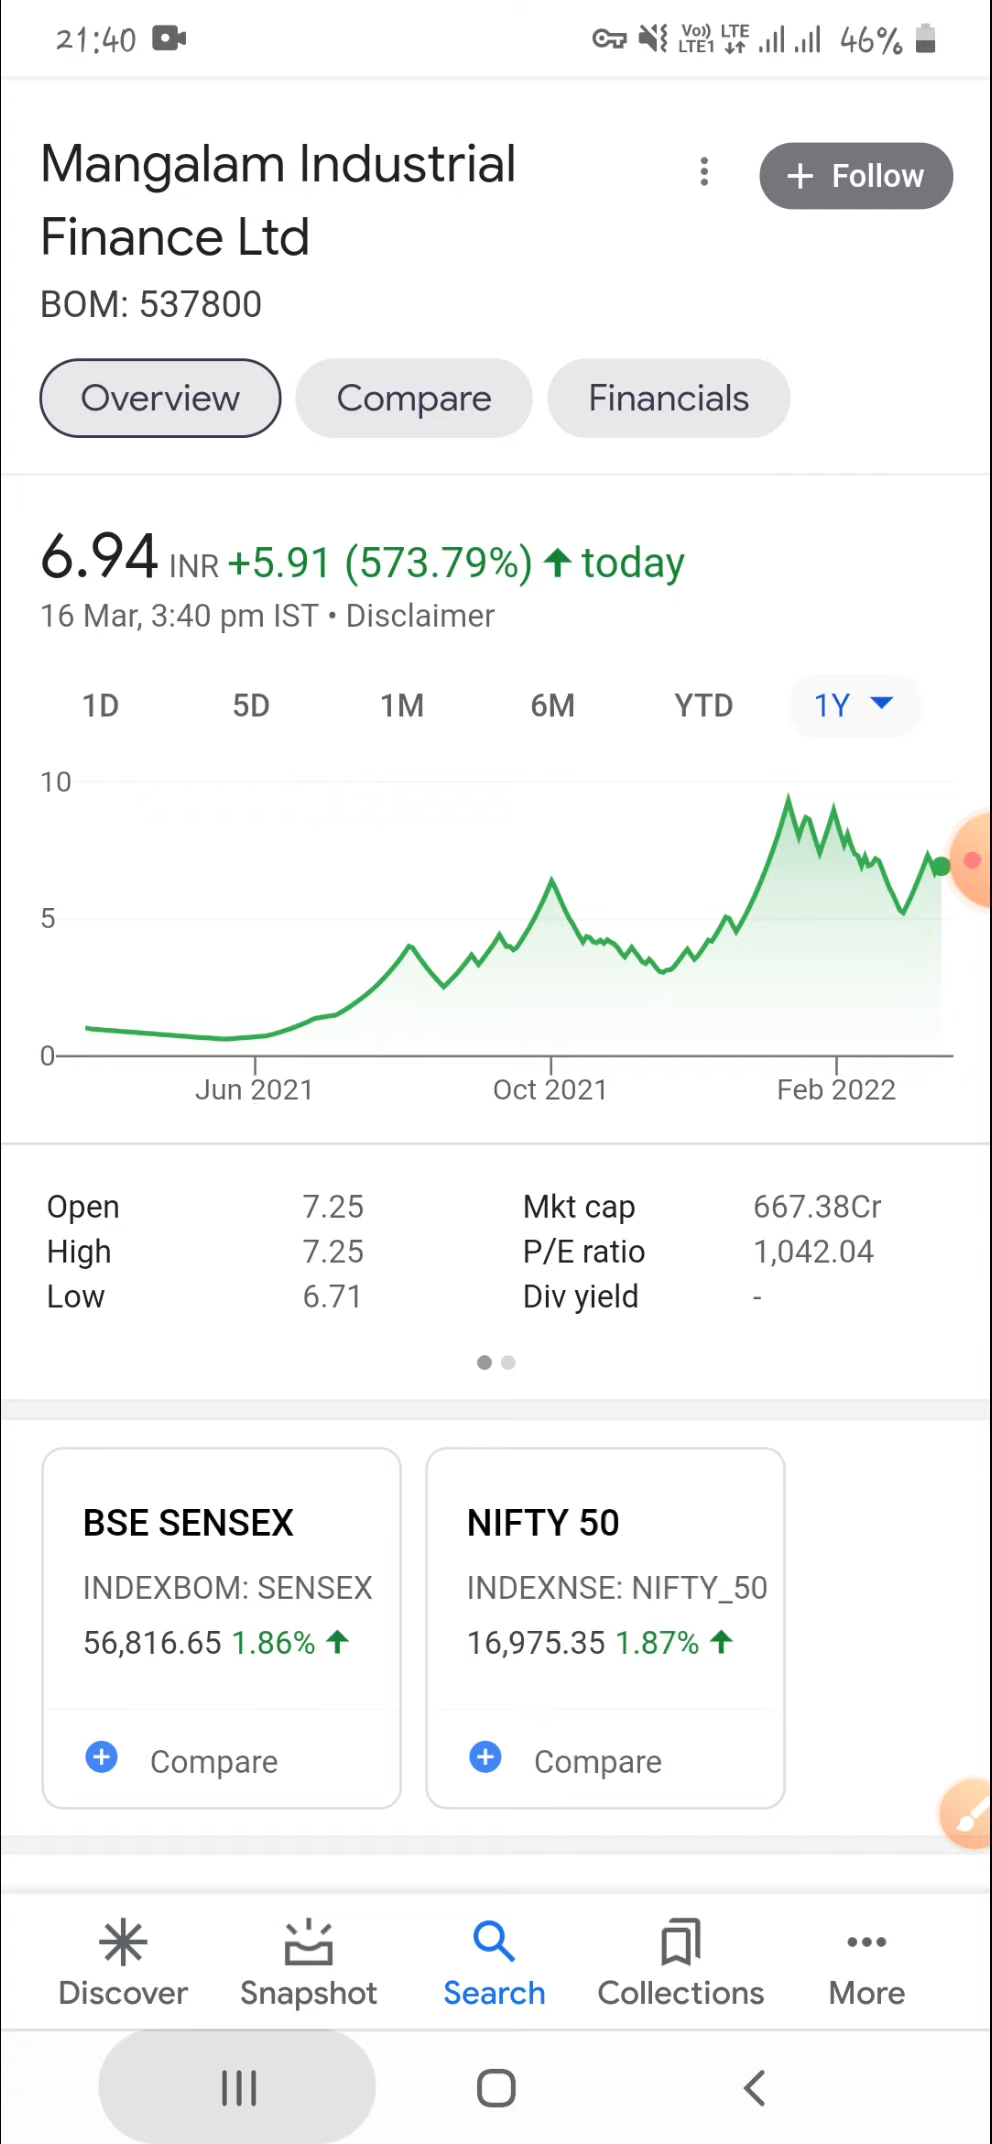 21:40 Vo)) LTE1 LTE 46%
Mangalam Industrial
Finance Ltd
+ Follow
BOM: 537800
Overview Compare Financials
6.94 INR +5.91 (573.79%) ↑ today
16 Mar, 3:40 pm IST • Disclaimer
1D 5D 1M 6M YTD 1Y
10
5
0
Jun 2021 Oct 2021 Feb 2022
Open 7.25 Mkt cap 667.38Cr
High 7.25 P/E ratio 1,042.04
Low 6.71 Div yield -
BSE SENSEX
INDEXBOM: SENSEX
56,816.65 1.86% ↑
Compare
NIFTY 50
INDEXNSE: NIFTY_50
16,975.35 1.87% ↑
Compare
Discover Snapshot Search Collections More